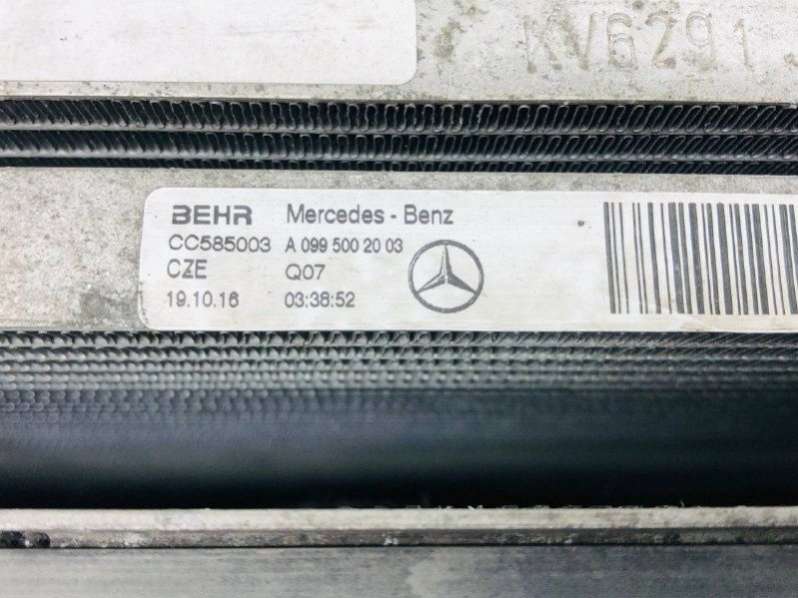 KV6291
BEHR Mercedes - Benz
CC585003 A 099 500 20 03
CZE Q07
19.10.16 03:38:52